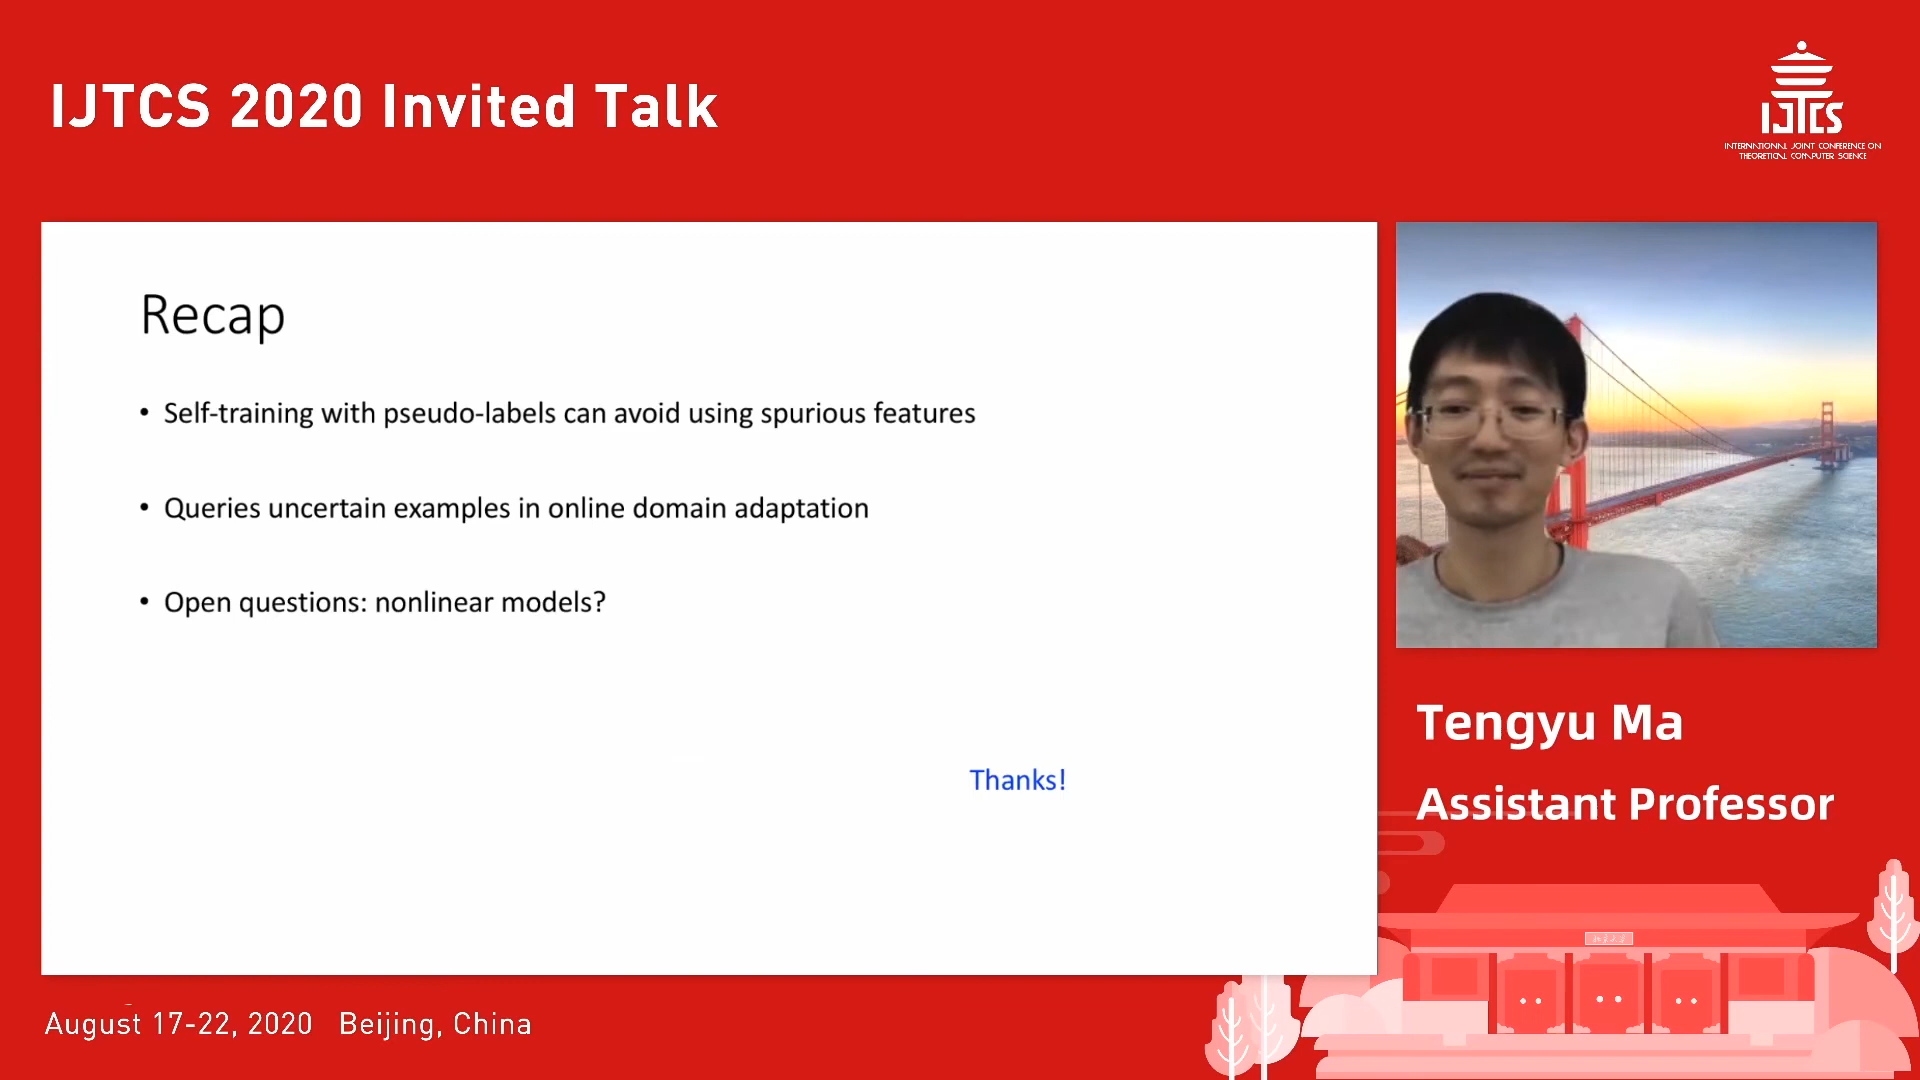 IJTCS 2020 Invited Talk
IJTCS
INTERNATIONAL JOINT CONFERENCE ON
THEORETICAL COMPUTER SCIENCE
Recap
• Self-training with pseudo-labels can avoid using spurious features
• Queries uncertain examples in online domain adaptation
• Open questions: nonlinear models?
Thanks!
Tengyu Ma
Assistant Professor
August 17-22, 2020 Beijing, China